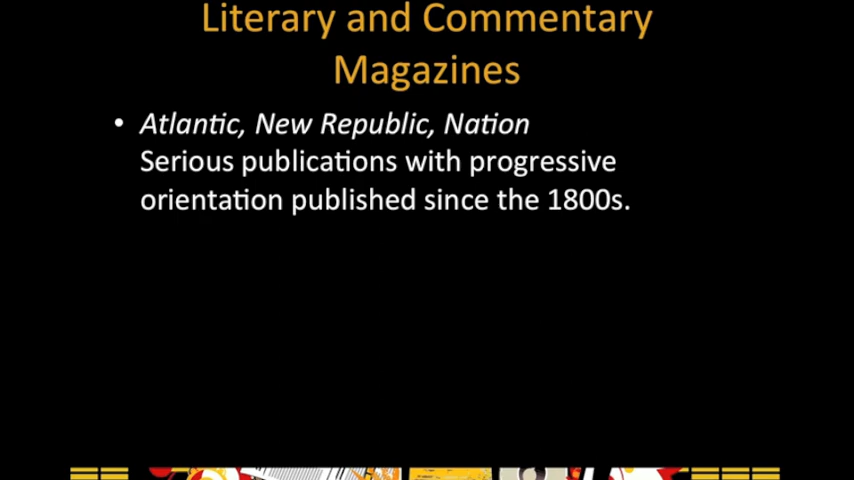 Literary and Commentary
Magazines
• Atlantic, New Republic, Nation
Serious publications with progressive
orientation published since the 1800s.